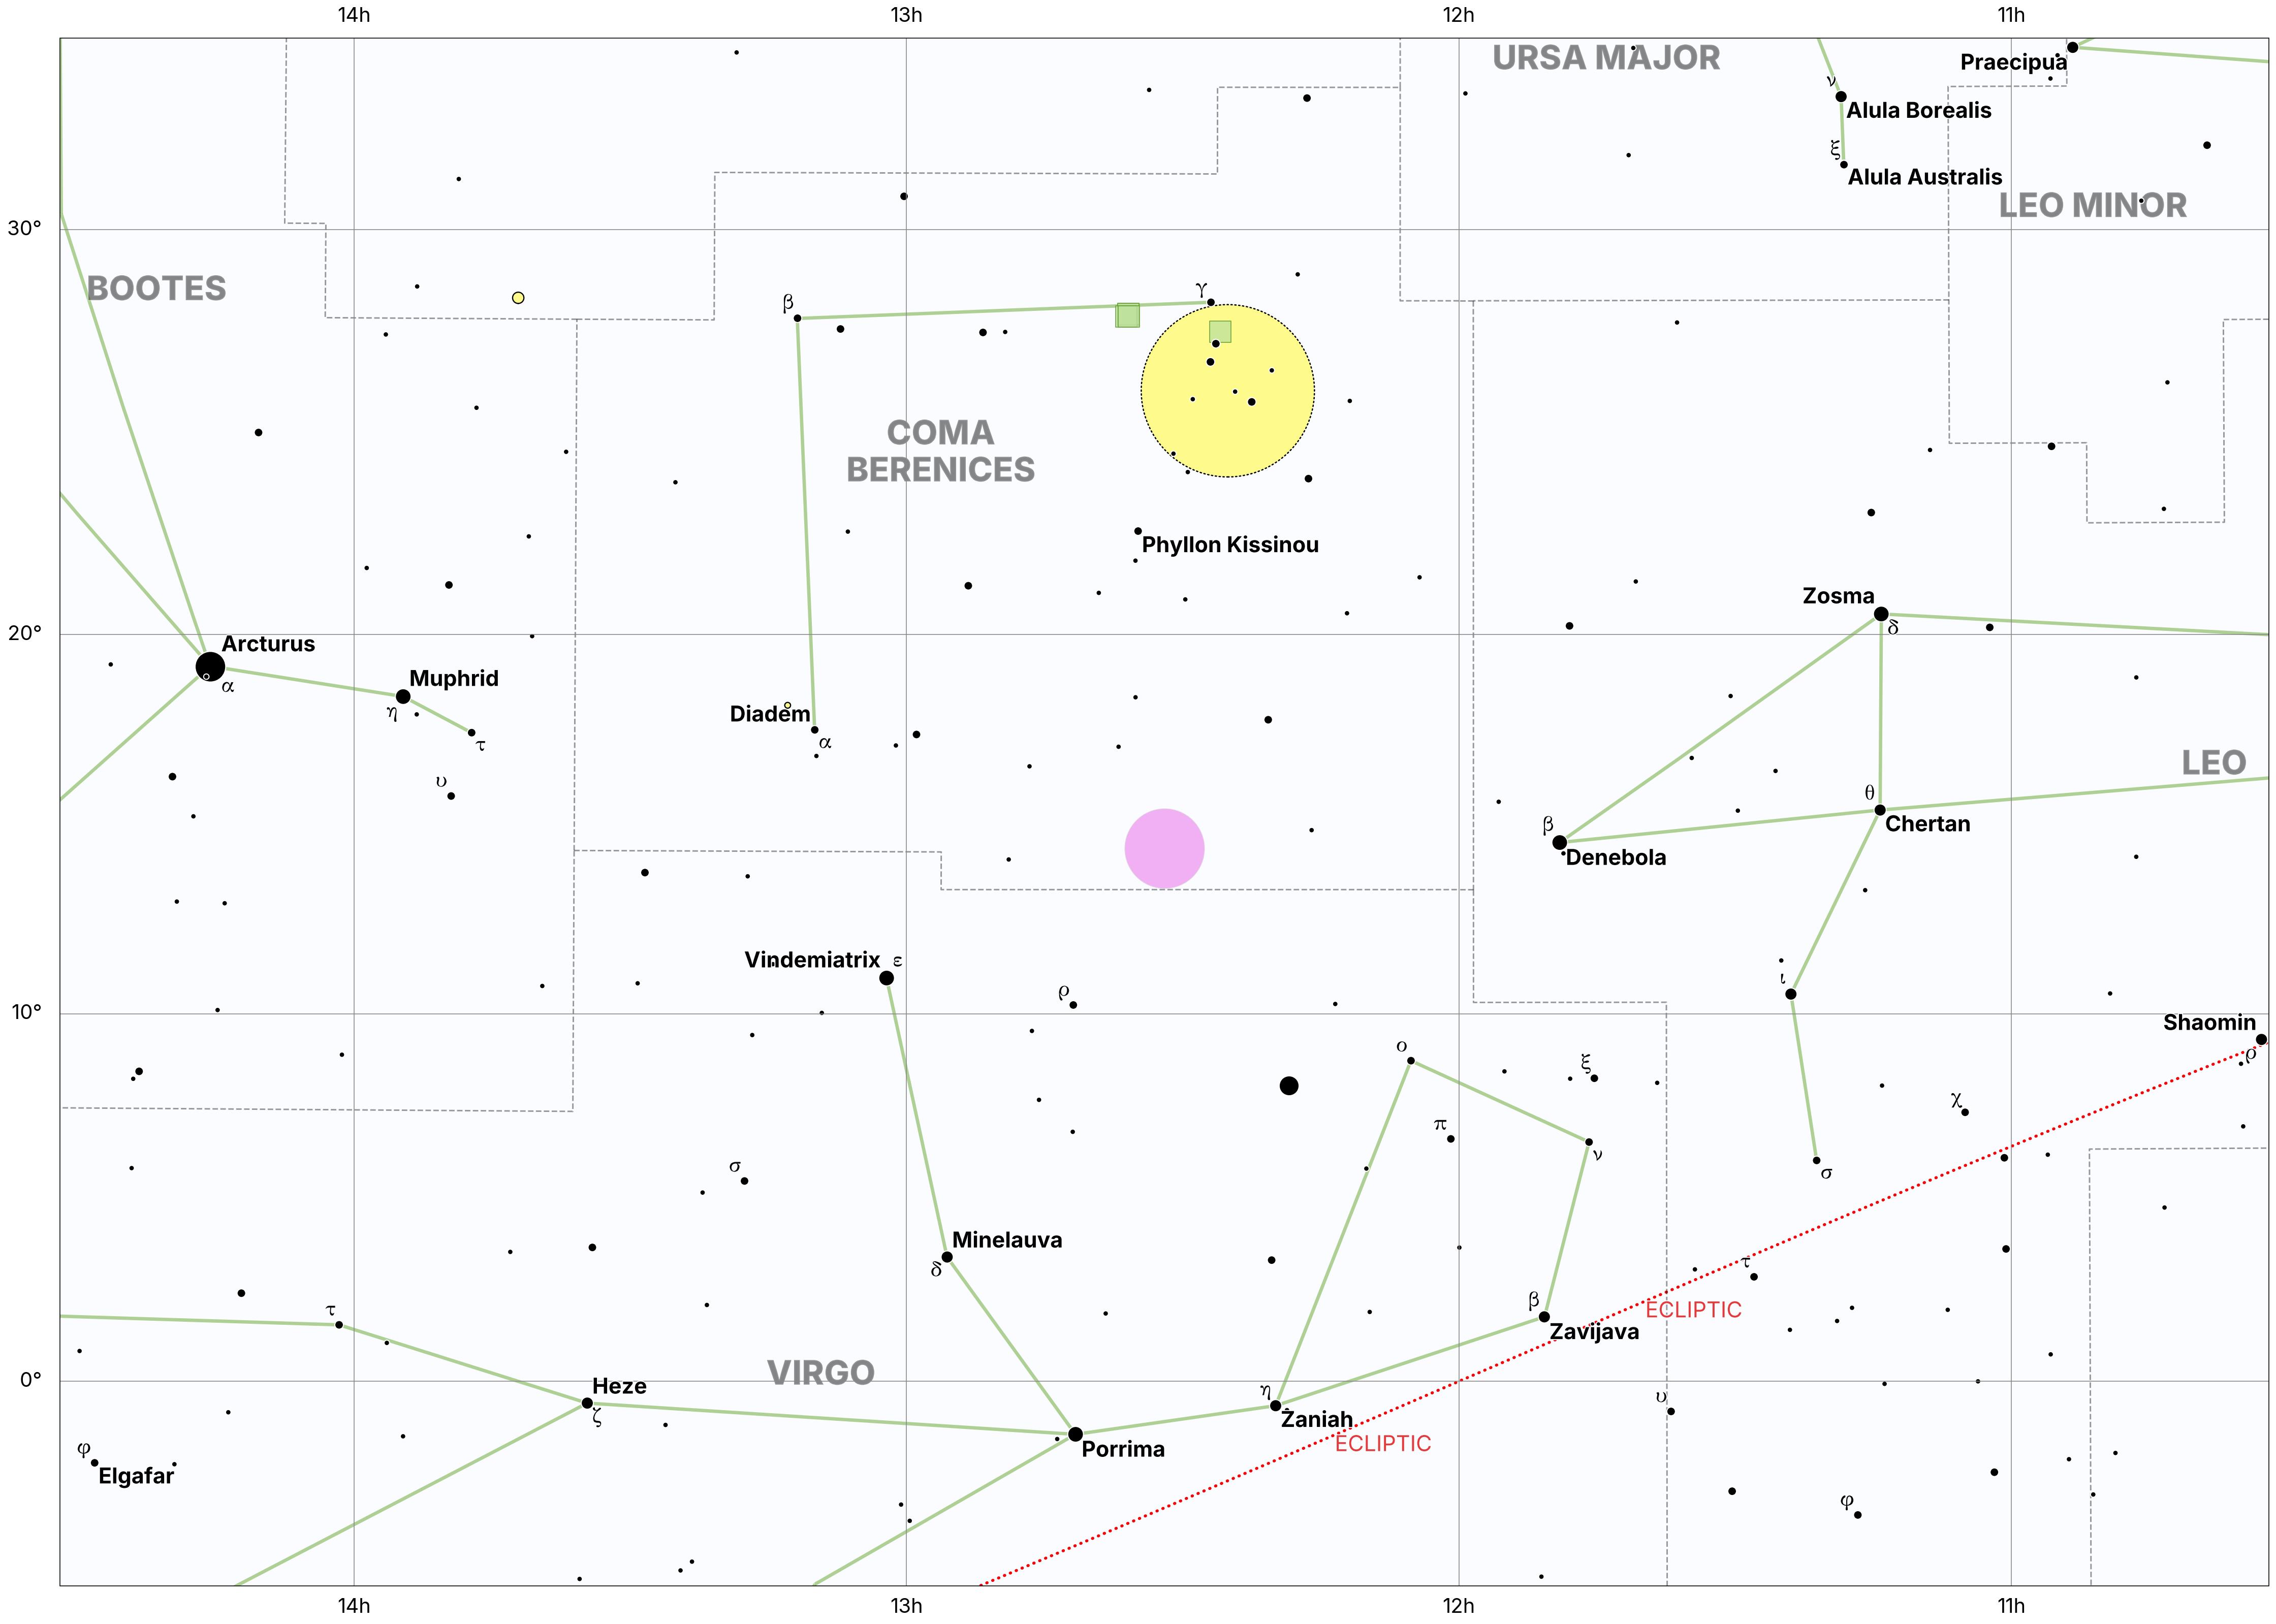 14h
13h
12h
11h
URSA MAJOR
Praecipua
ν
Alula Borealis
ξ
Alula Australis
LEO MINOR
30°
BOOTES
β
γ
COMA
BERENICES
Phyllon Kissinou
Zosma
δ
20°
Arcturus
α
Muphrid
η
τ
Diadem
α
υ
LEO
θ
Chertan
β
Denebola
Vindemiatrix
ε
ρ
ι
10°
Shaomin
ρ
ο
ξ
χ
π
ν
σ
σ
Minelauva
δ
τ
β
ECLIPTIC
Zavijava
τ
VIRGO
0°
Heze
ζ
η
Zaniah
υ
ECLIPTIC
Porrima
φ
Elgafar
φ
14h
13h
12h
11h